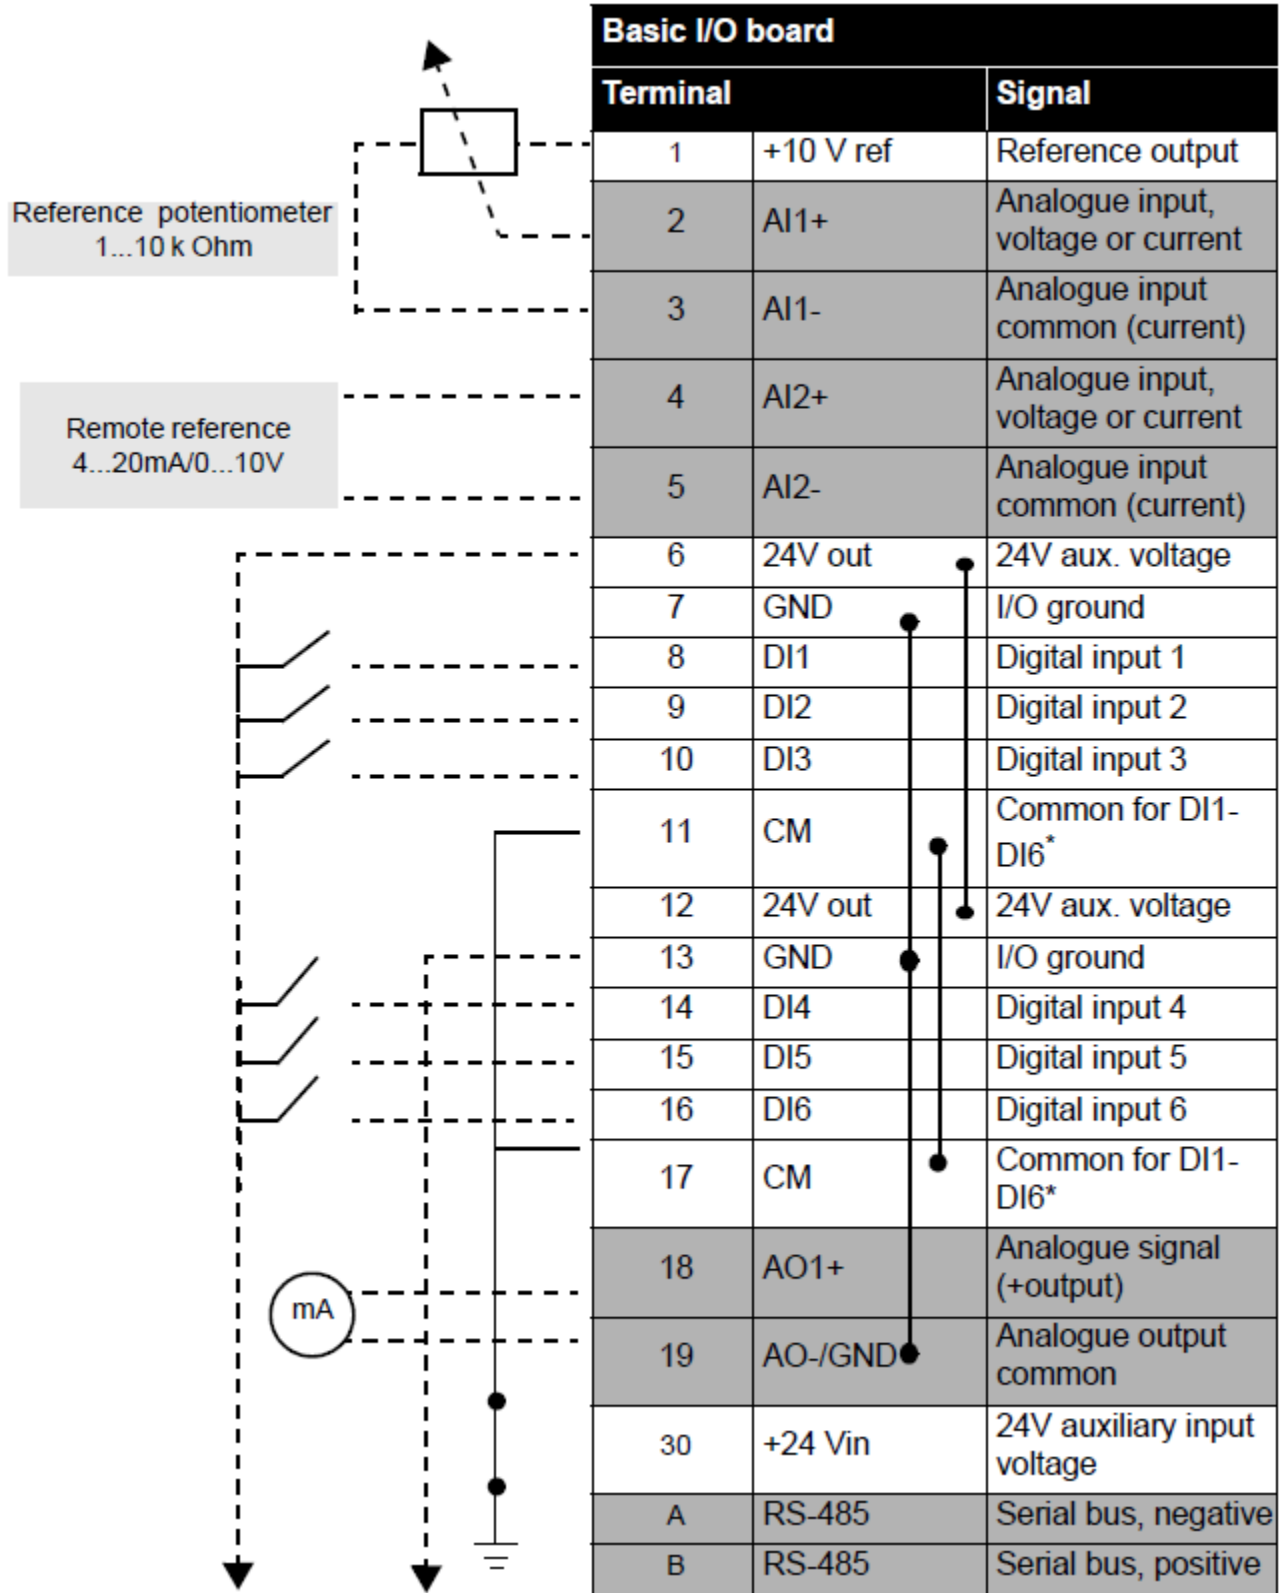 Basic I/O board
Terminal Signal
1 +10 V ref Reference output
Reference potentiometer
1...10 k Ohm
2 AI1+ Analogue input,
voltage or current
3 AI1- Analogue input
common (current)
4 AI2+ Analogue input,
voltage or current
Remote reference
4...20mA/0...10V
5 AI2- Analogue input
common (current)
6 24V out 24V aux. voltage
7 GND I/O ground
8 DI1 Digital input 1
9 DI2 Digital input 2
10 DI3 Digital input 3
11 CM Common for DI1-
DI6*
12 24V out 24V aux. voltage
13 GND I/O ground
14 DI4 Digital input 4
15 DI5 Digital input 5
16 DI6 Digital input 6
17 CM Common for DI1-
DI6*
18 AO1+ Analogue signal
(+output)
mA
19 AO-/GND Analogue output
common
30 +24 Vin 24V auxiliary input
voltage
A RS-485 Serial bus, negative
B RS-485 Serial bus, positive